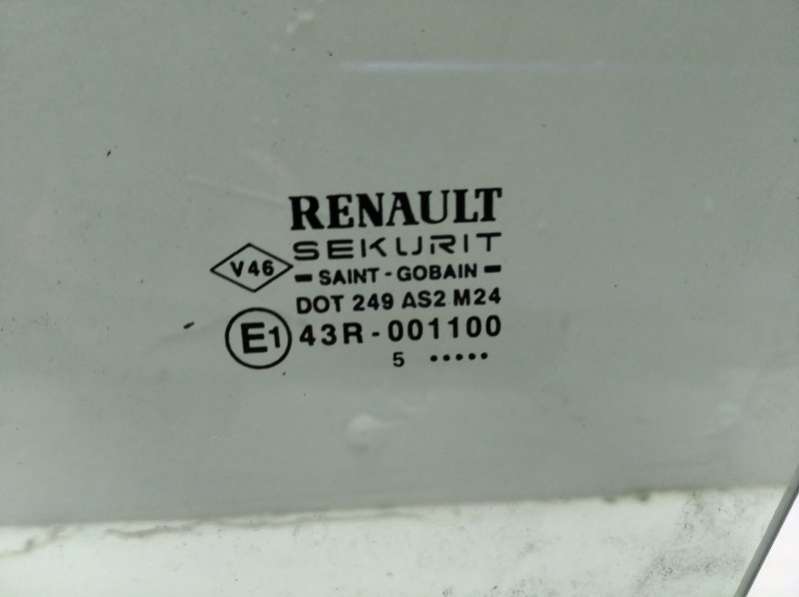 RENAULT
SEKURIT
V46
SAINT-GOBAIN
DOT 249 AS2 M24
E1 43R-001100
5 •••••